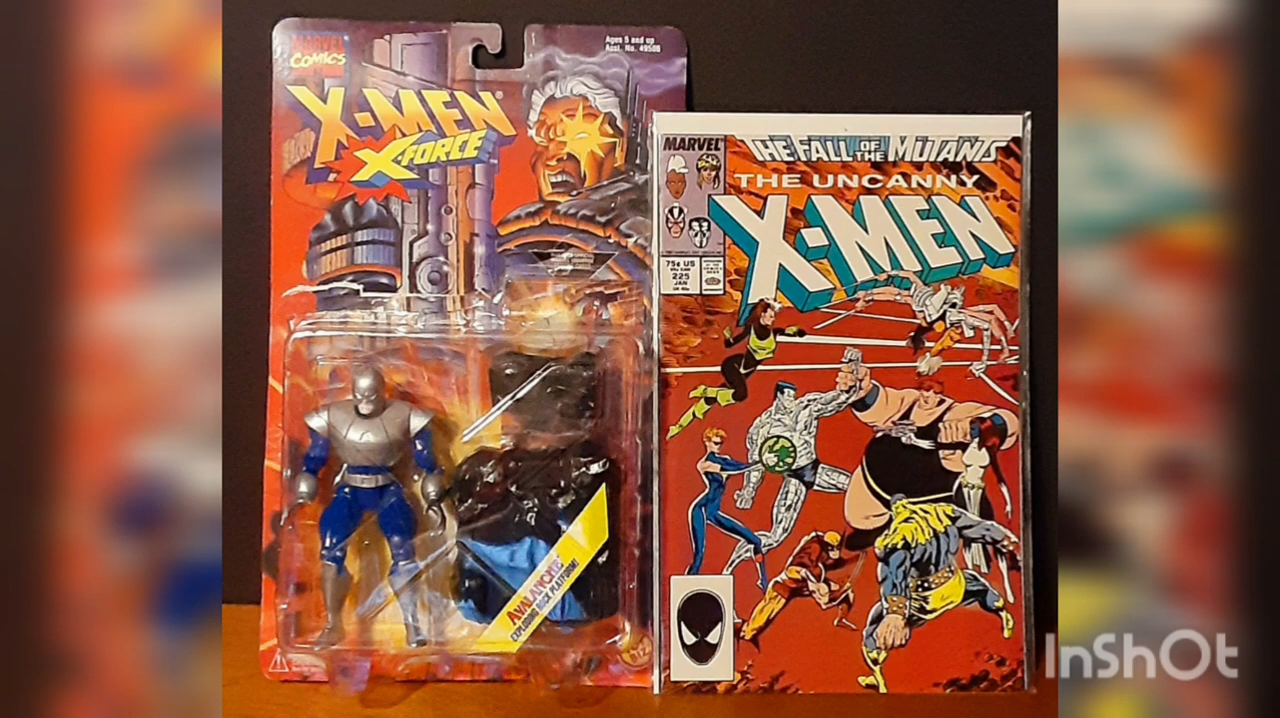 MARVEL
COMICS
Ages 5 and up
Asst. No. 49508
X-MEN®
X-FORCE
AVALANCHE
EXPLODING ROCK PLATFORM!
MARVEL®
THE FALL OF THE MUTANTS
THE UNCANNY
X-MEN
75¢ US
225
JAN
InShOt